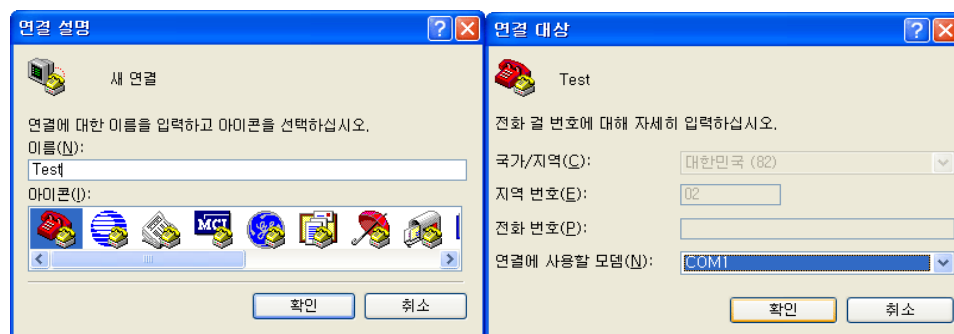 연결 설명
새 연결
연결에 대한 이름을 입력하고 아이콘을 선택하십시오.
이름(N):
Test
아이콘(I):
MCI
확인
취소
연결 대상
Test
전화 걸 번호에 대해 자세히 입력하십시오.
국가/지역(C):
대한민국 (82)
지역 번호(E):
02
전화 번호(P):
연결에 사용할 모뎀(N):
COM1
확인
취소